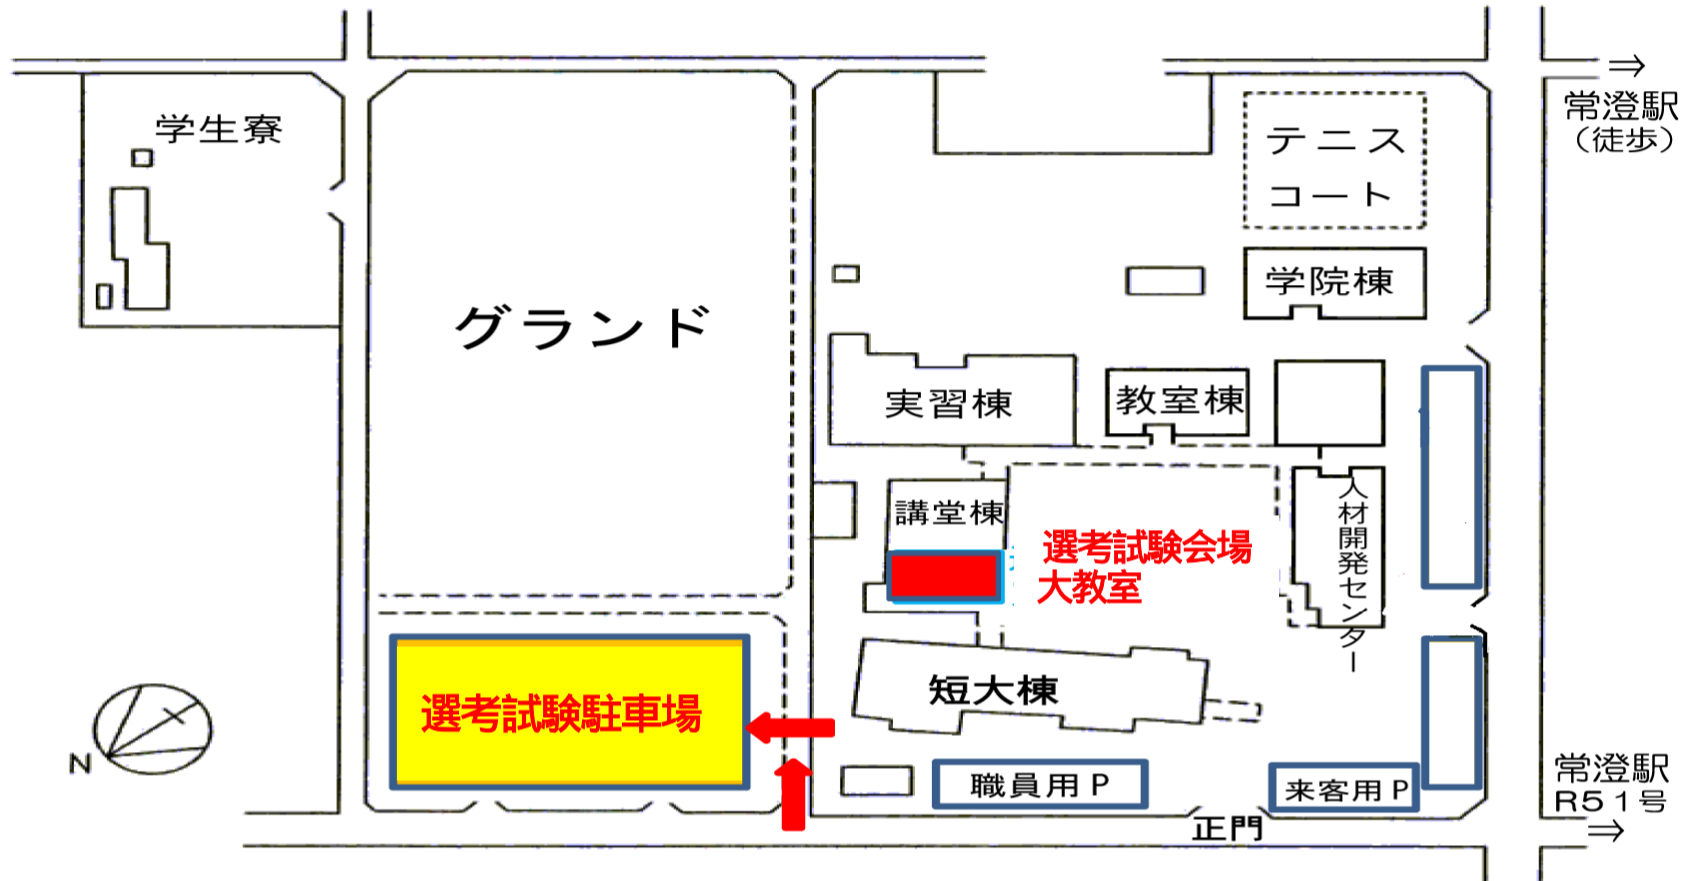 常澄駅
（徒歩）
学生寮
テニス
コート
学院棟
グランド
実習棟
教室棟
講堂棟
人材開発センター
選考試験会場
大教室
短大棟
選考試験駐車場
N
職員用P
来客用P
正門
常澄駅
R51号